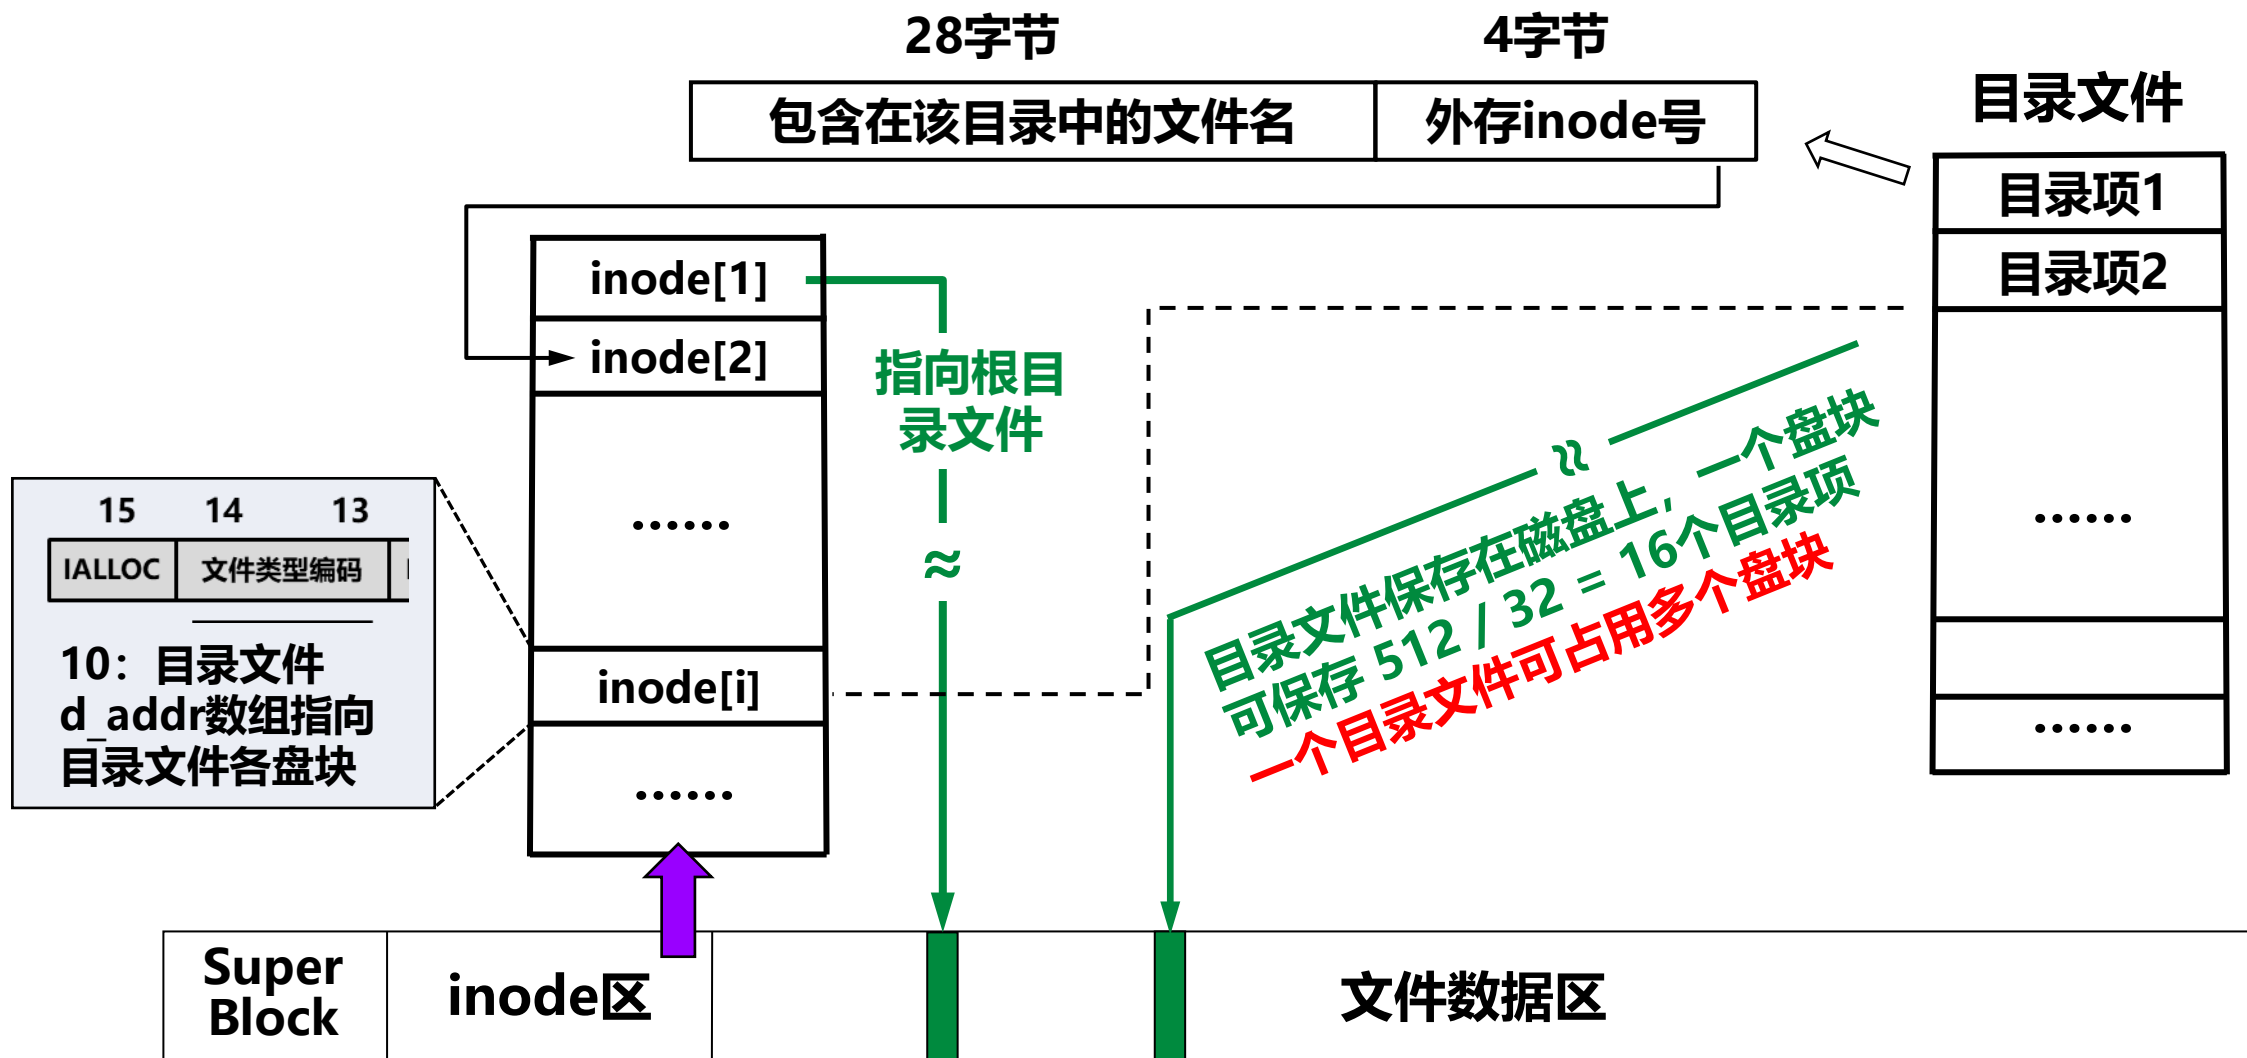 28字节
4字节
包含在该目录中的文件名
外存inode号
目录文件
目录项1
目录项2
......
......
inode[1]
inode[2]
......
inode[i]
......
指向根目
录文件
≈
≈
目录文件保存在磁盘上，一个盘块
可保存 512 / 32 = 16个目录项
一个目录文件可占用多个盘块
15 14 13
IALLOC
文件类型编码
10：目录文件
d_addr数组指向
目录文件各盘块
Super
Block
inode区
文件数据区